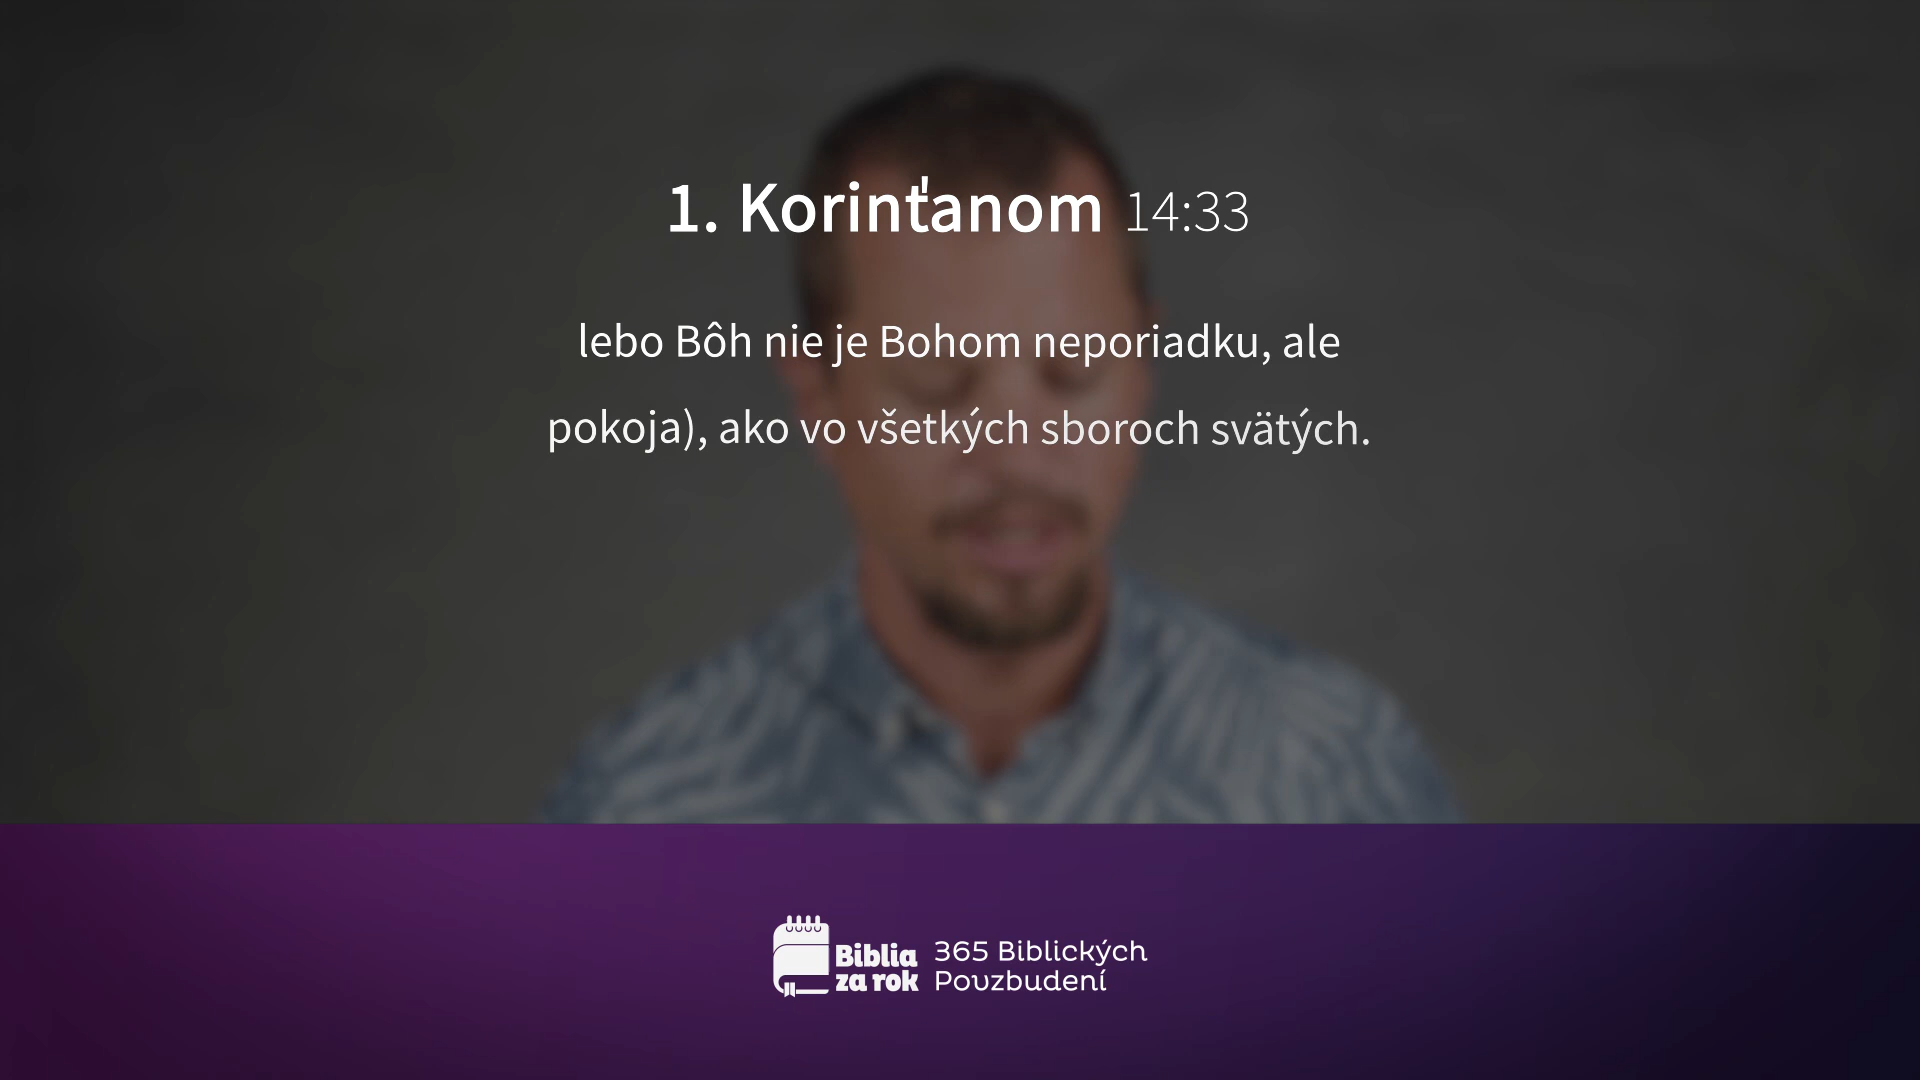 1. Korinťanom 14:33
lebo Bôh nie je Bohom neporiadku, ale
pokoja), ako vo všetkých sboroch svätých.
Biblia
za rok
365 Biblických
Povzbudení